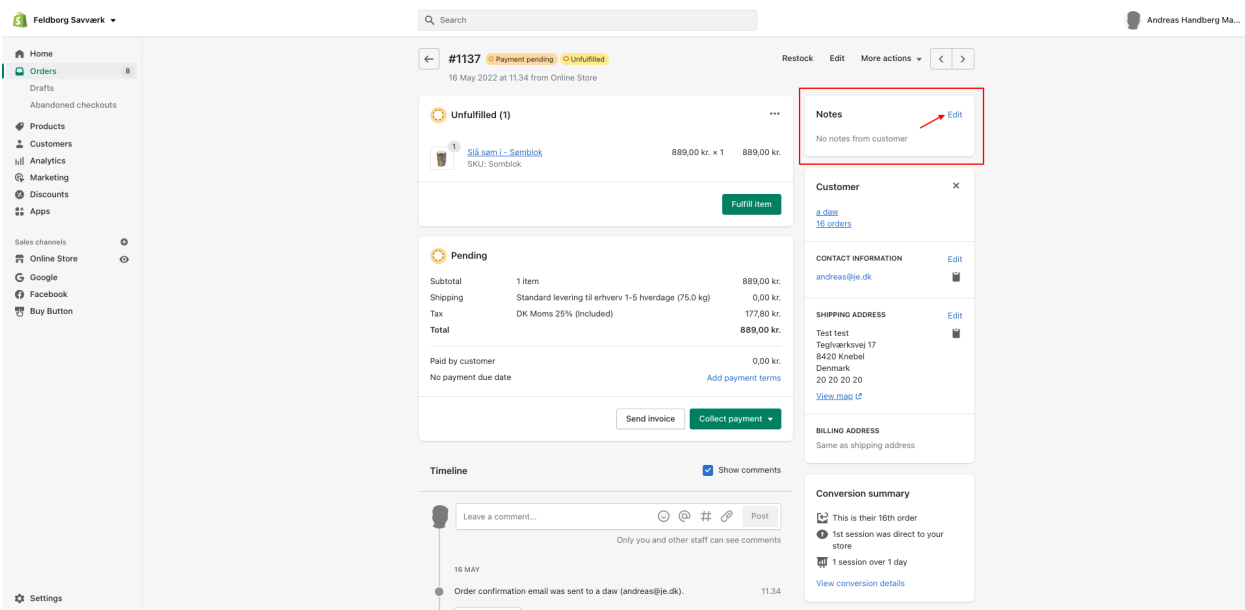 Feldborg Savværk
Search
Andreas Handberg Ma...
Home
Orders 8
Drafts
Abandoned checkouts
Products
Customers
Analytics
Marketing
Discounts
Apps
Sales channels
Online Store
Google
Facebook
Buy Button
Settings
#1137 Payment pending Unfulfilled
Restock Edit More actions
16 May 2022 at 11.34 from Online Store
Unfulfilled (1)
1 Slå søm i - Sømblok 889,00 kr. × 1 889,00 kr.
SKU: Somblok
Fulfill item
Pending
Subtotal 1 item 889,00 kr.
Shipping Standard levering til erhverv 1-5 hverdage (75.0 kg) 0,00 kr.
Tax DK Moms 25% (Included) 177,80 kr.
Total 889,00 kr.
Paid by customer 0,00 kr.
No payment due date Add payment terms
Send invoice Collect payment
Timeline Show comments
Leave a comment... Post
Only you and other staff can see comments
16 MAY
Order confirmation email was sent to a daw (andreas@je.dk). 11.34
Notes Edit
No notes from customer
Customer
a daw
16 orders
CONTACT INFORMATION Edit
andreas@je.dk
SHIPPING ADDRESS Edit
Test test
Teglværksvej 17
8420 Knebel
Denmark
20 20 20 20
View map
BILLING ADDRESS
Same as shipping address
Conversion summary
This is their 16th order
1st session was direct to your
store
1 session over 1 day
View conversion details